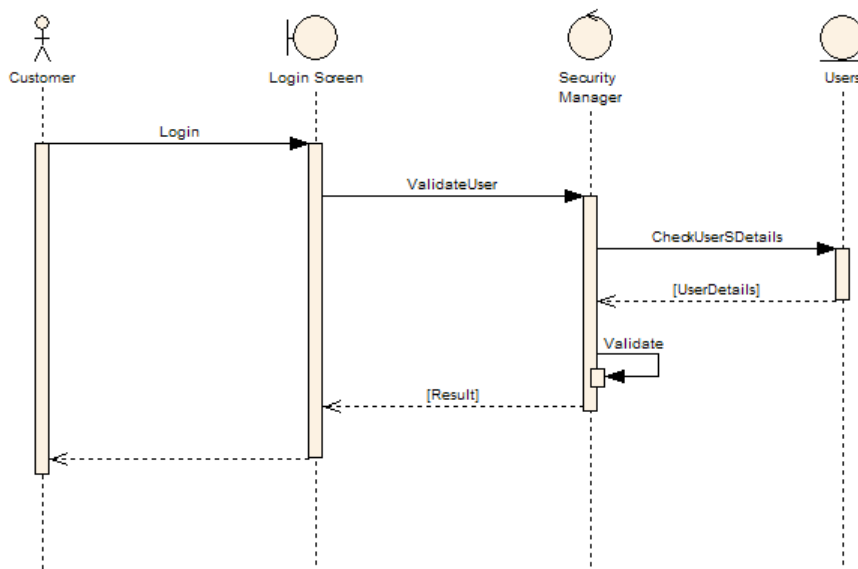 Customer
Login Screen
Security
Manager
Users
Login
ValidateUser
CheckUserSDetails
[UserDetails]
Validate
[Result]